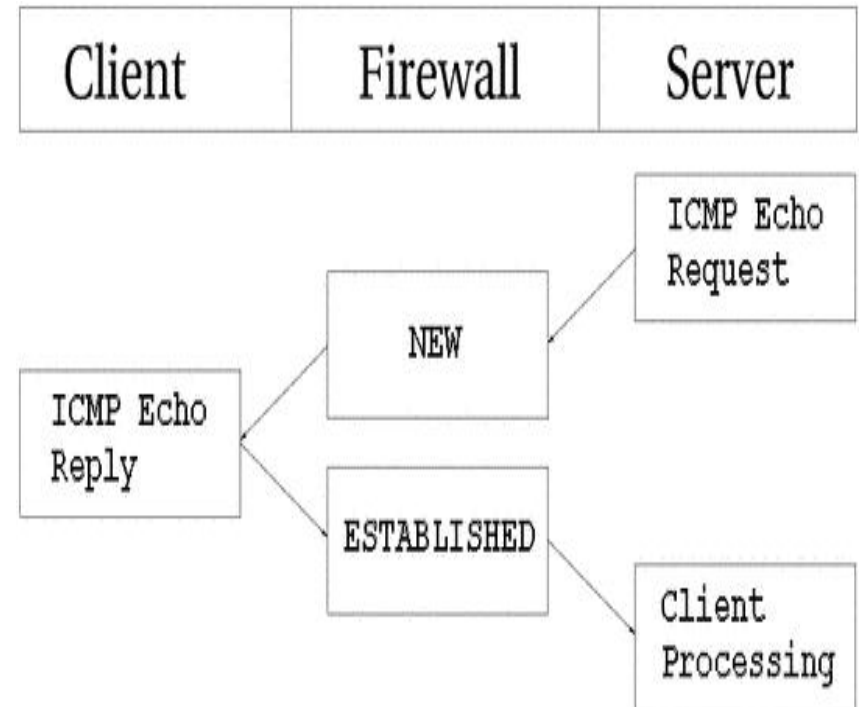 Client Firewall Server
ICMP Echo
Request
NEW
ICMP Echo
Reply
ESTABLISHED
Client
Processing